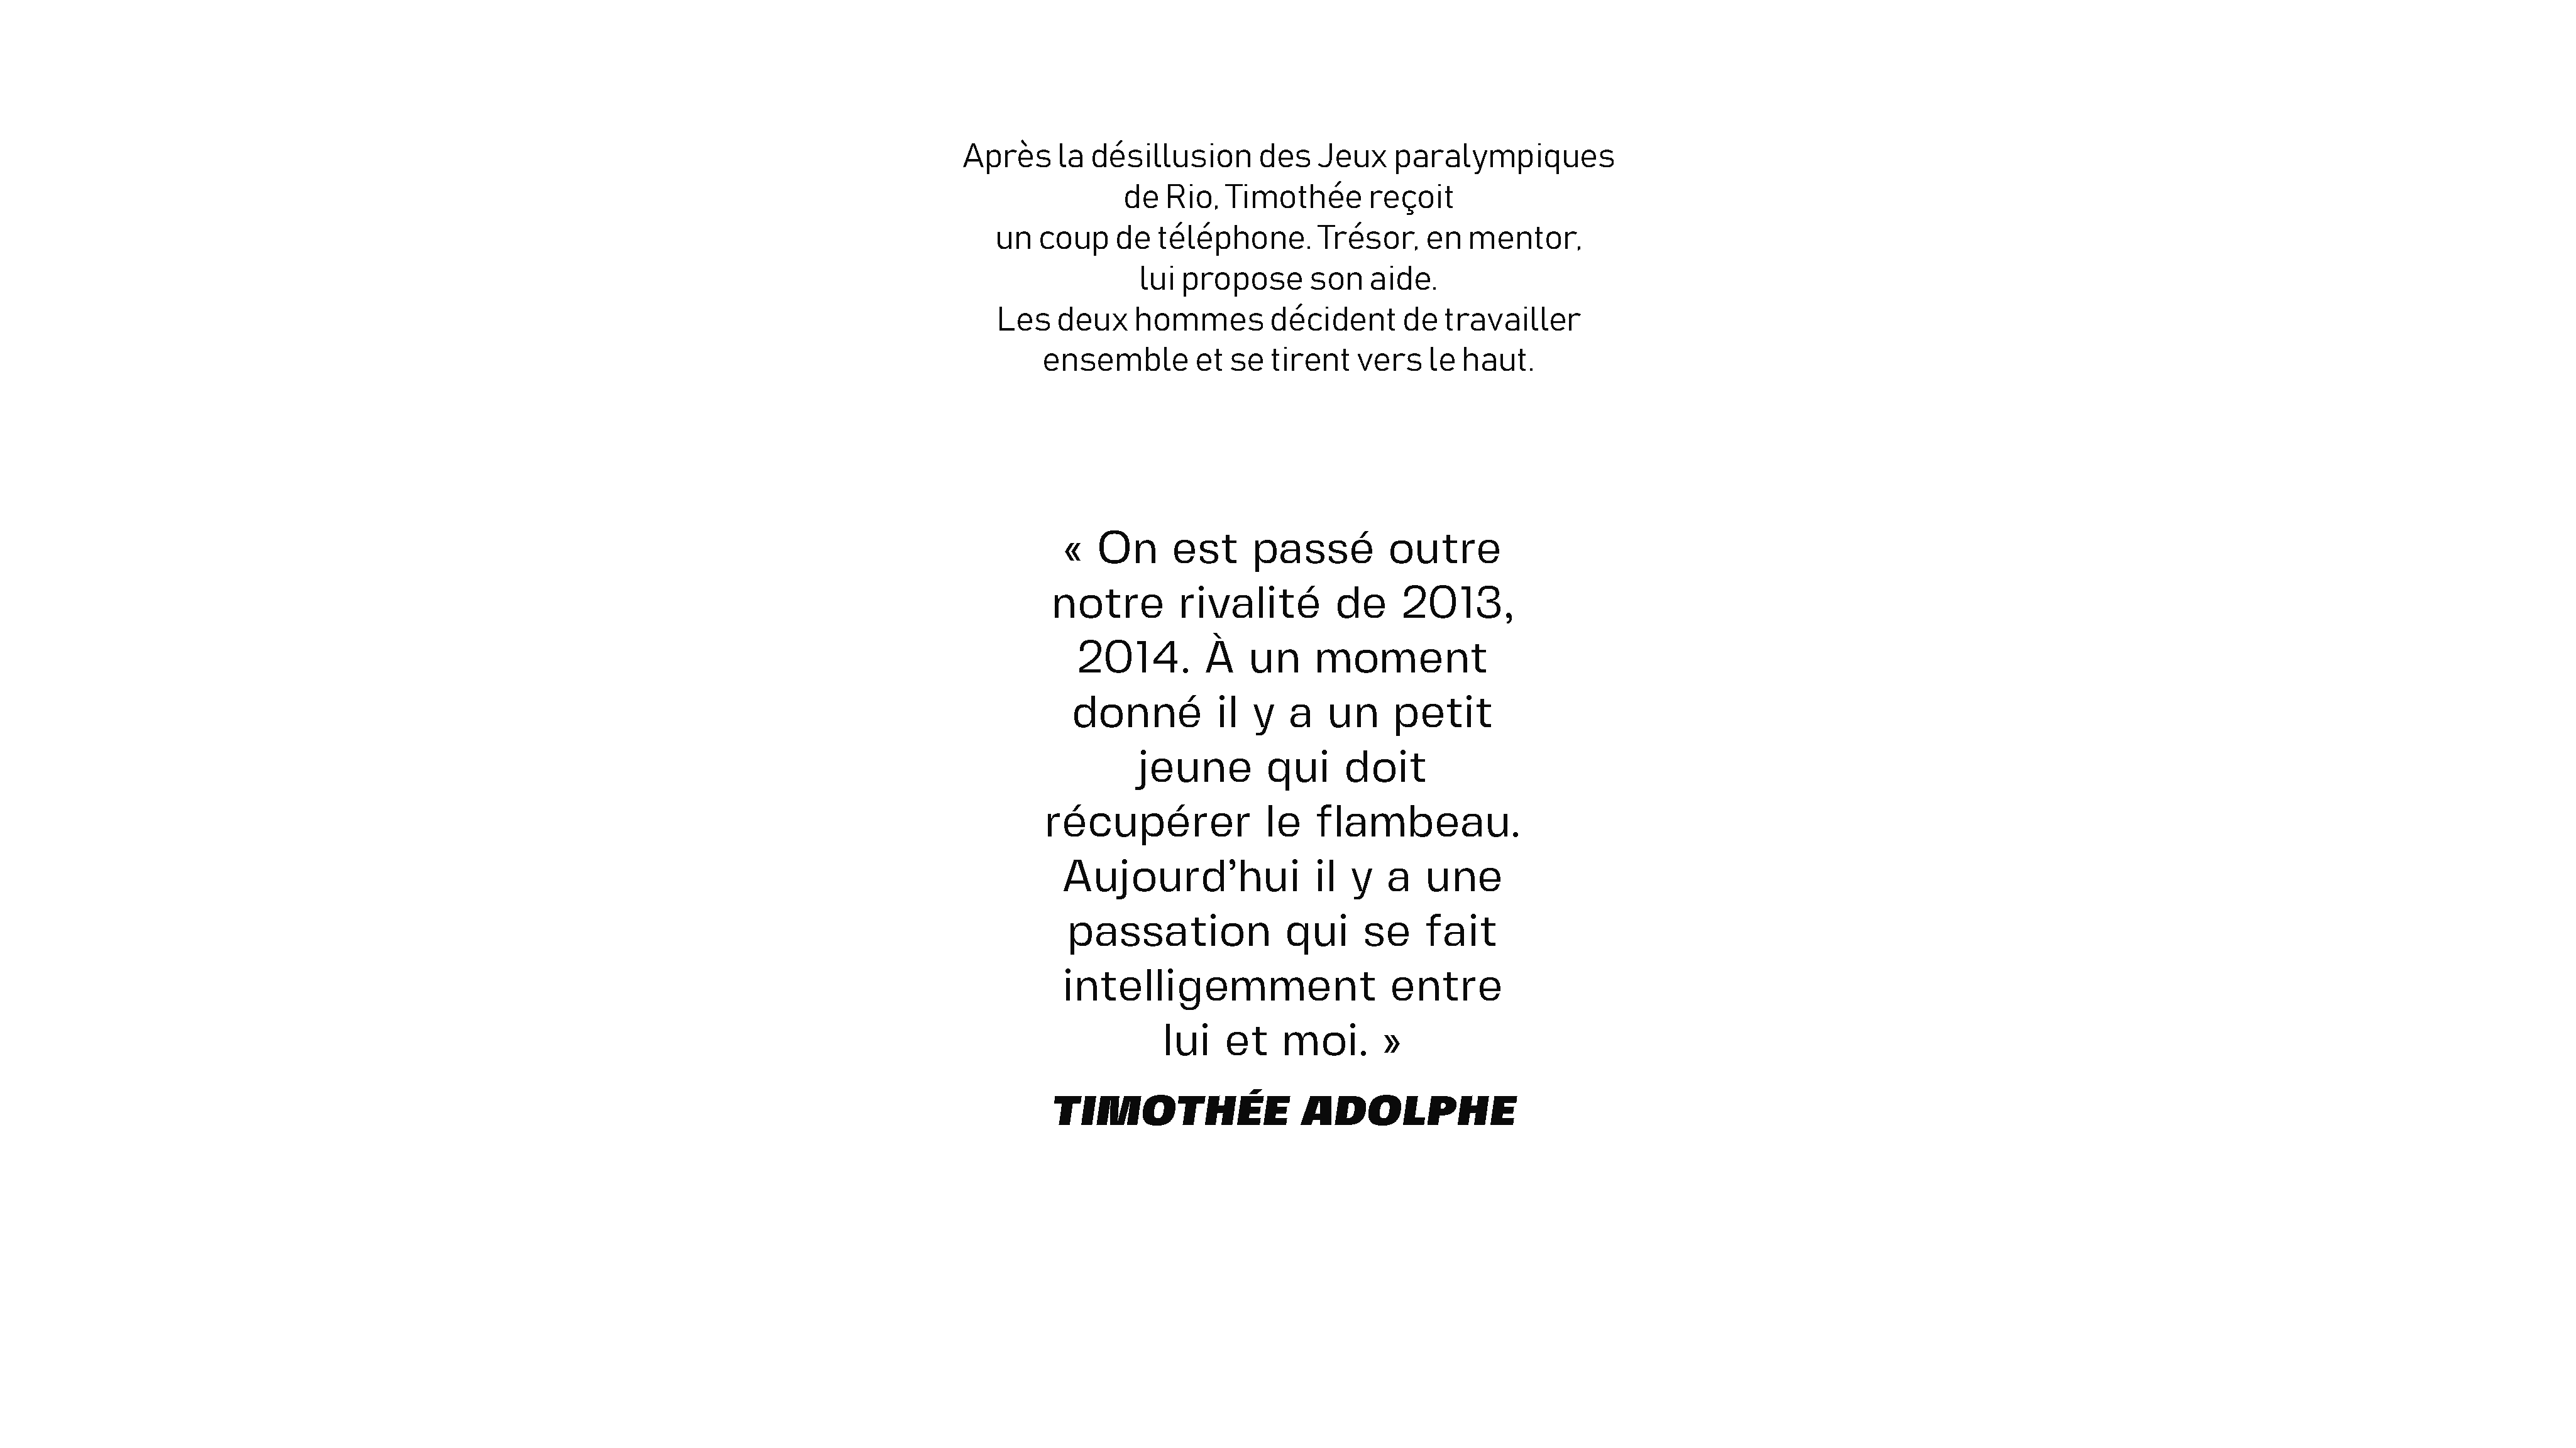 Après la désillusion des Jeux paralympiques
de Rio, Timothée reçoit
un coup de téléphone. Trésor, en mentor,
lui propose son aide.
Les deux hommes décident de travailler
ensemble et se tirent vers le haut.
« On est passé outre
notre rivalité de 2013,
2014. À un moment
donné il y a un petit
jeune qui doit
récupérer le flambeau.
Aujourd’hui il y a une
passation qui se fait
intelligemment entre
lui et moi. »
TIMOTHÉE ADOLPHE